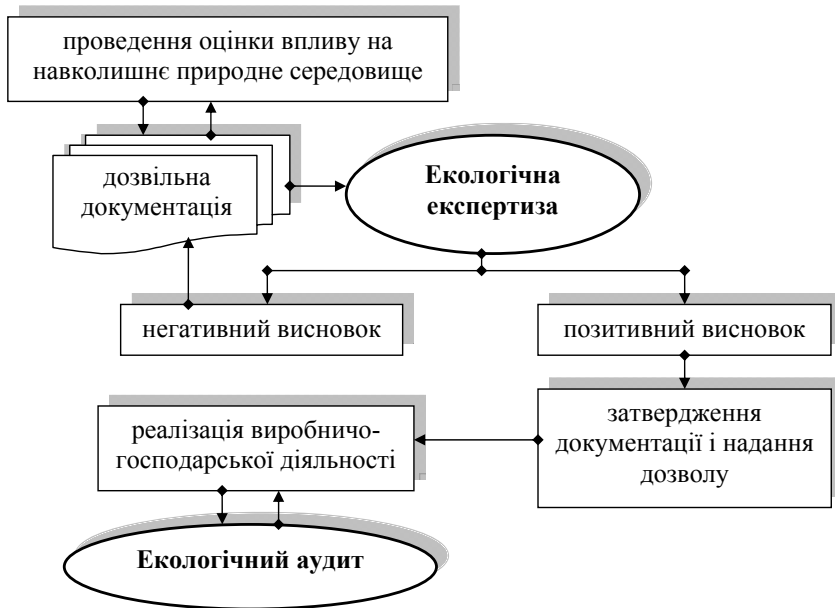 проведення оцінки впливу на
навколишнє природне середовище
дозвільна
документація
Екологічна
експертиза
негативний висновок
позитивний висновок
реалізація виробничо-
господарської діяльності
затвердження
документації і надання
дозволу
Екологічний аудит